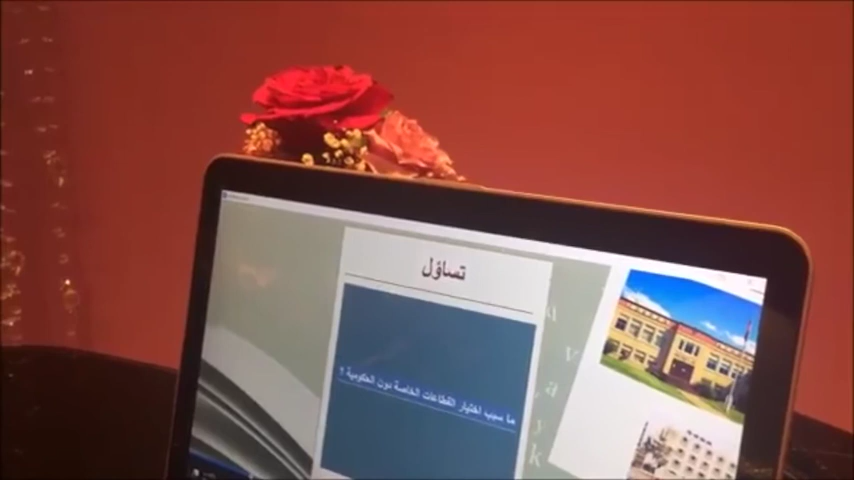 تساؤل
ما سبب اختيار القطاعات الخاصة دون الحكومية ؟